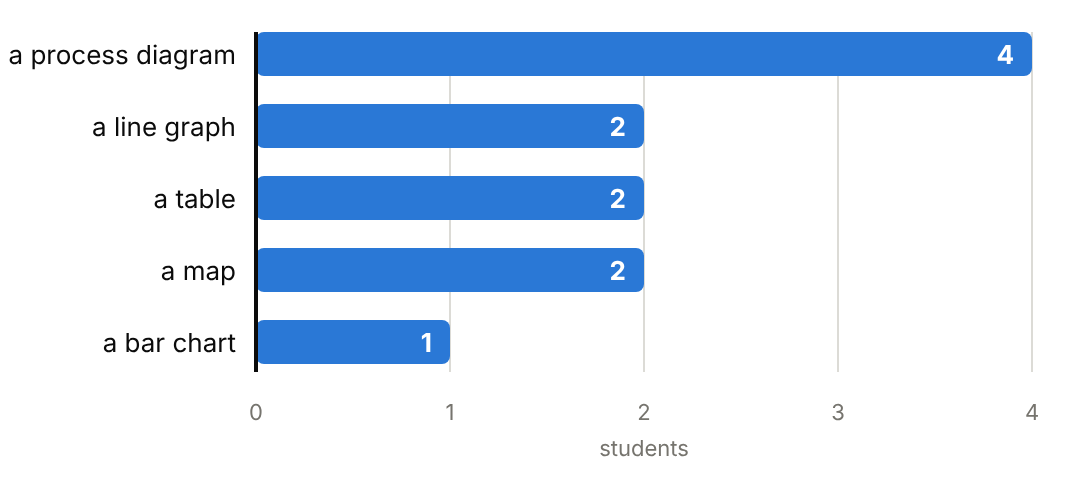 a process diagram 4
a line graph 2
a table 2
a map 2
a bar chart 1
0 1 2 3 4
students